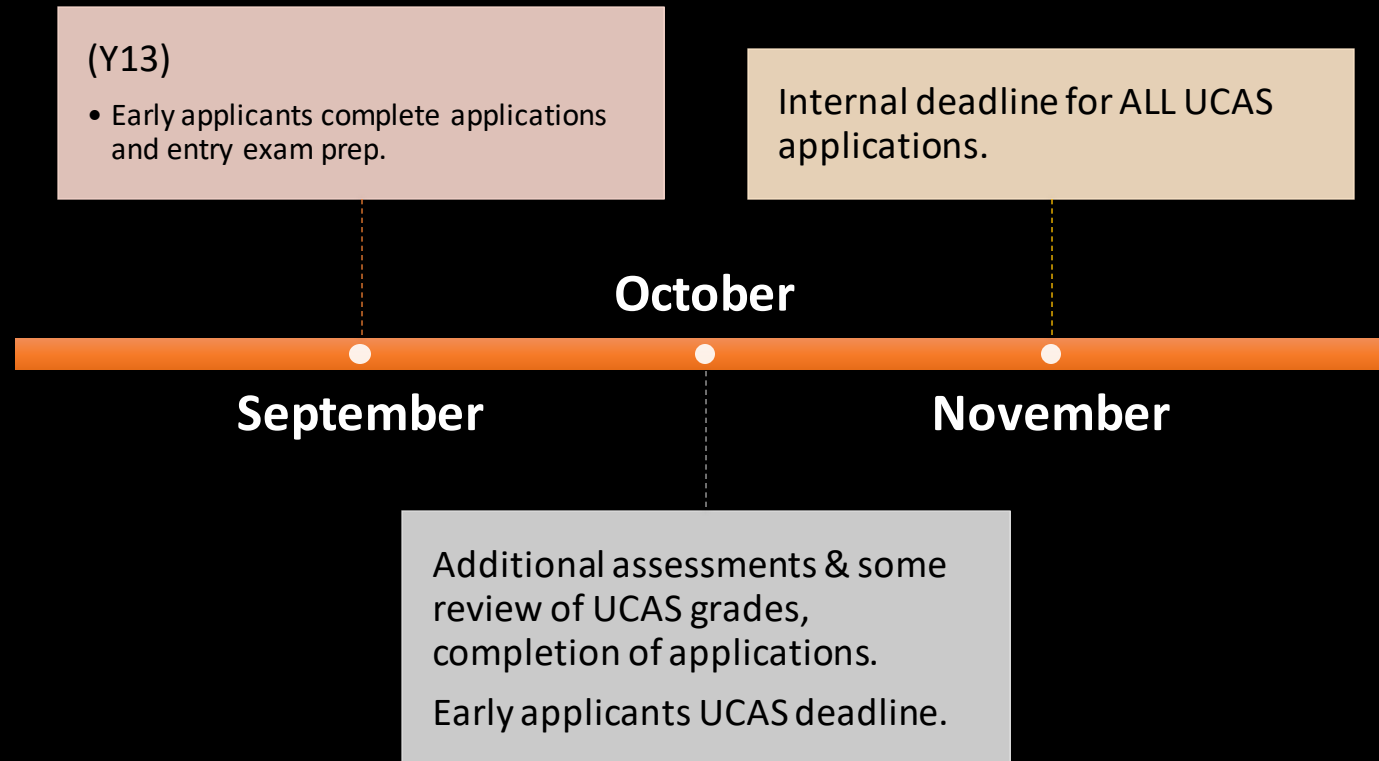 (Y13)
• Early applicants complete applications
and entry exam prep.
Internal deadline for ALL UCAS
applications.
October
September
November
Additional assessments & some
review of UCAS grades,
completion of applications.
Early applicants UCAS deadline.